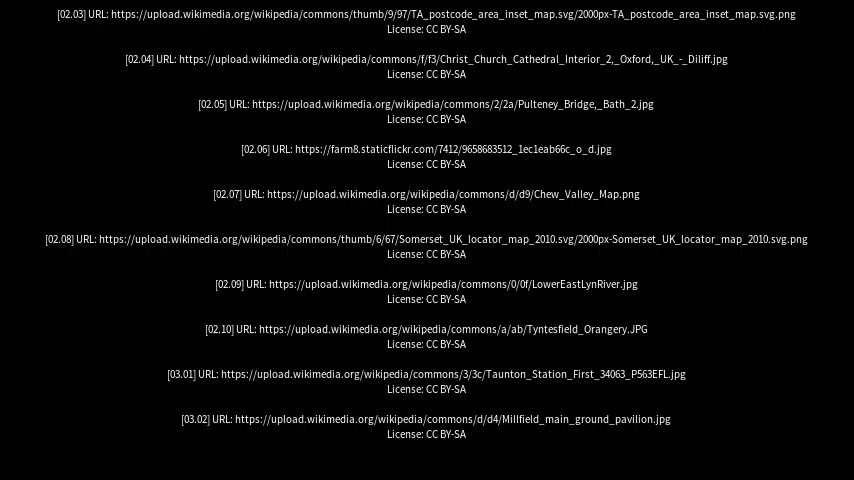 [02.03] URL: https://upload.wikimedia.org/wikipedia/commons/thumb/9/97/TA_postcode_area_inset_map.svg/2000px-TA_postcode_area_inset_map.svg.png
License: CC BY-SA
[02.04] URL: https://upload.wikimedia.org/wikipedia/commons/f/f3/Christ_Church_Cathedral_Interior_2,_Oxford,_UK_-_Diliff.jpg
License: CC BY-SA
[02.05] URL: https://upload.wikimedia.org/wikipedia/commons/2/2a/Pulteney_Bridge,_Bath_2.jpg
License: CC BY-SA
[02.06] URL: https://farm8.staticflickr.com/7412/9658683512_1ec1eab66c_o_d.jpg
License: CC BY-SA
[02.07] URL: https://upload.wikimedia.org/wikipedia/commons/d/d9/Chew_Valley_Map.png
License: CC BY-SA
[02.08] URL: https://upload.wikimedia.org/wikipedia/commons/thumb/6/67/Somerset_UK_locator_map_2010.svg/2000px-Somerset_UK_locator_map_2010.svg.png
License: CC BY-SA
[02.09] URL: https://upload.wikimedia.org/wikipedia/commons/0/0f/LowerEastLynRiver.jpg
License: CC BY-SA
[02.10] URL: https://upload.wikimedia.org/wikipedia/commons/a/ab/Tyntesfield_Orangery.JPG
License: CC BY-SA
[03.01] URL: https://upload.wikimedia.org/wikipedia/commons/3/3c/Taunton_Station_First_34063_P563EFL.jpg
License: CC BY-SA
[03.02] URL: https://upload.wikimedia.org/wikipedia/commons/d/d4/Millfield_main_ground_pavilion.jpg
License: CC BY-SA